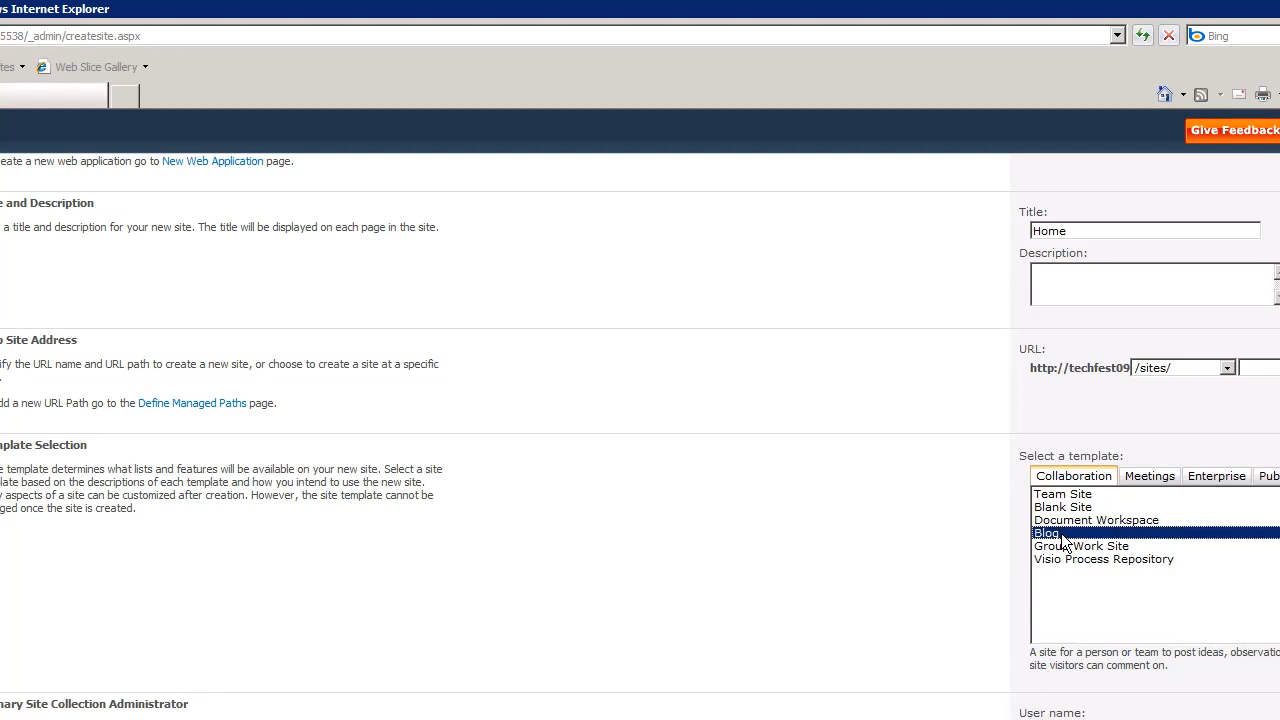 ys Internet Explorer
5538/_admin/createsite.aspx
Bing
tes
Web Slice Gallery
Give Feedback
eate a new web application go to New Web Application page.
e and Description
a title and description for your new site. The title will be displayed on each page in the site.
Title:
Home
Description:
o Site Address
ify the URL name and URL path to create a new site, or choose to create a site at a specific
.
dd a new URL Path go to the Define Managed Paths page.
URL:
http://techfest09
/sites/
mplate Selection
e template determines what lists and features will be available on your new site. Select a site
late based on the descriptions of each template and how you intend to use the new site.
y aspects of a site can be customized after creation. However, the site template cannot be
ged once the site is created.
Select a template:
Collaboration Meetings Enterprise Pub
Team Site
Blank Site
Document Workspace
Blog
Group Work Site
Visio Process Repository
A site for a person or team to post ideas, observatio
site visitors can comment on.
mary Site Collection Administrator
User name: